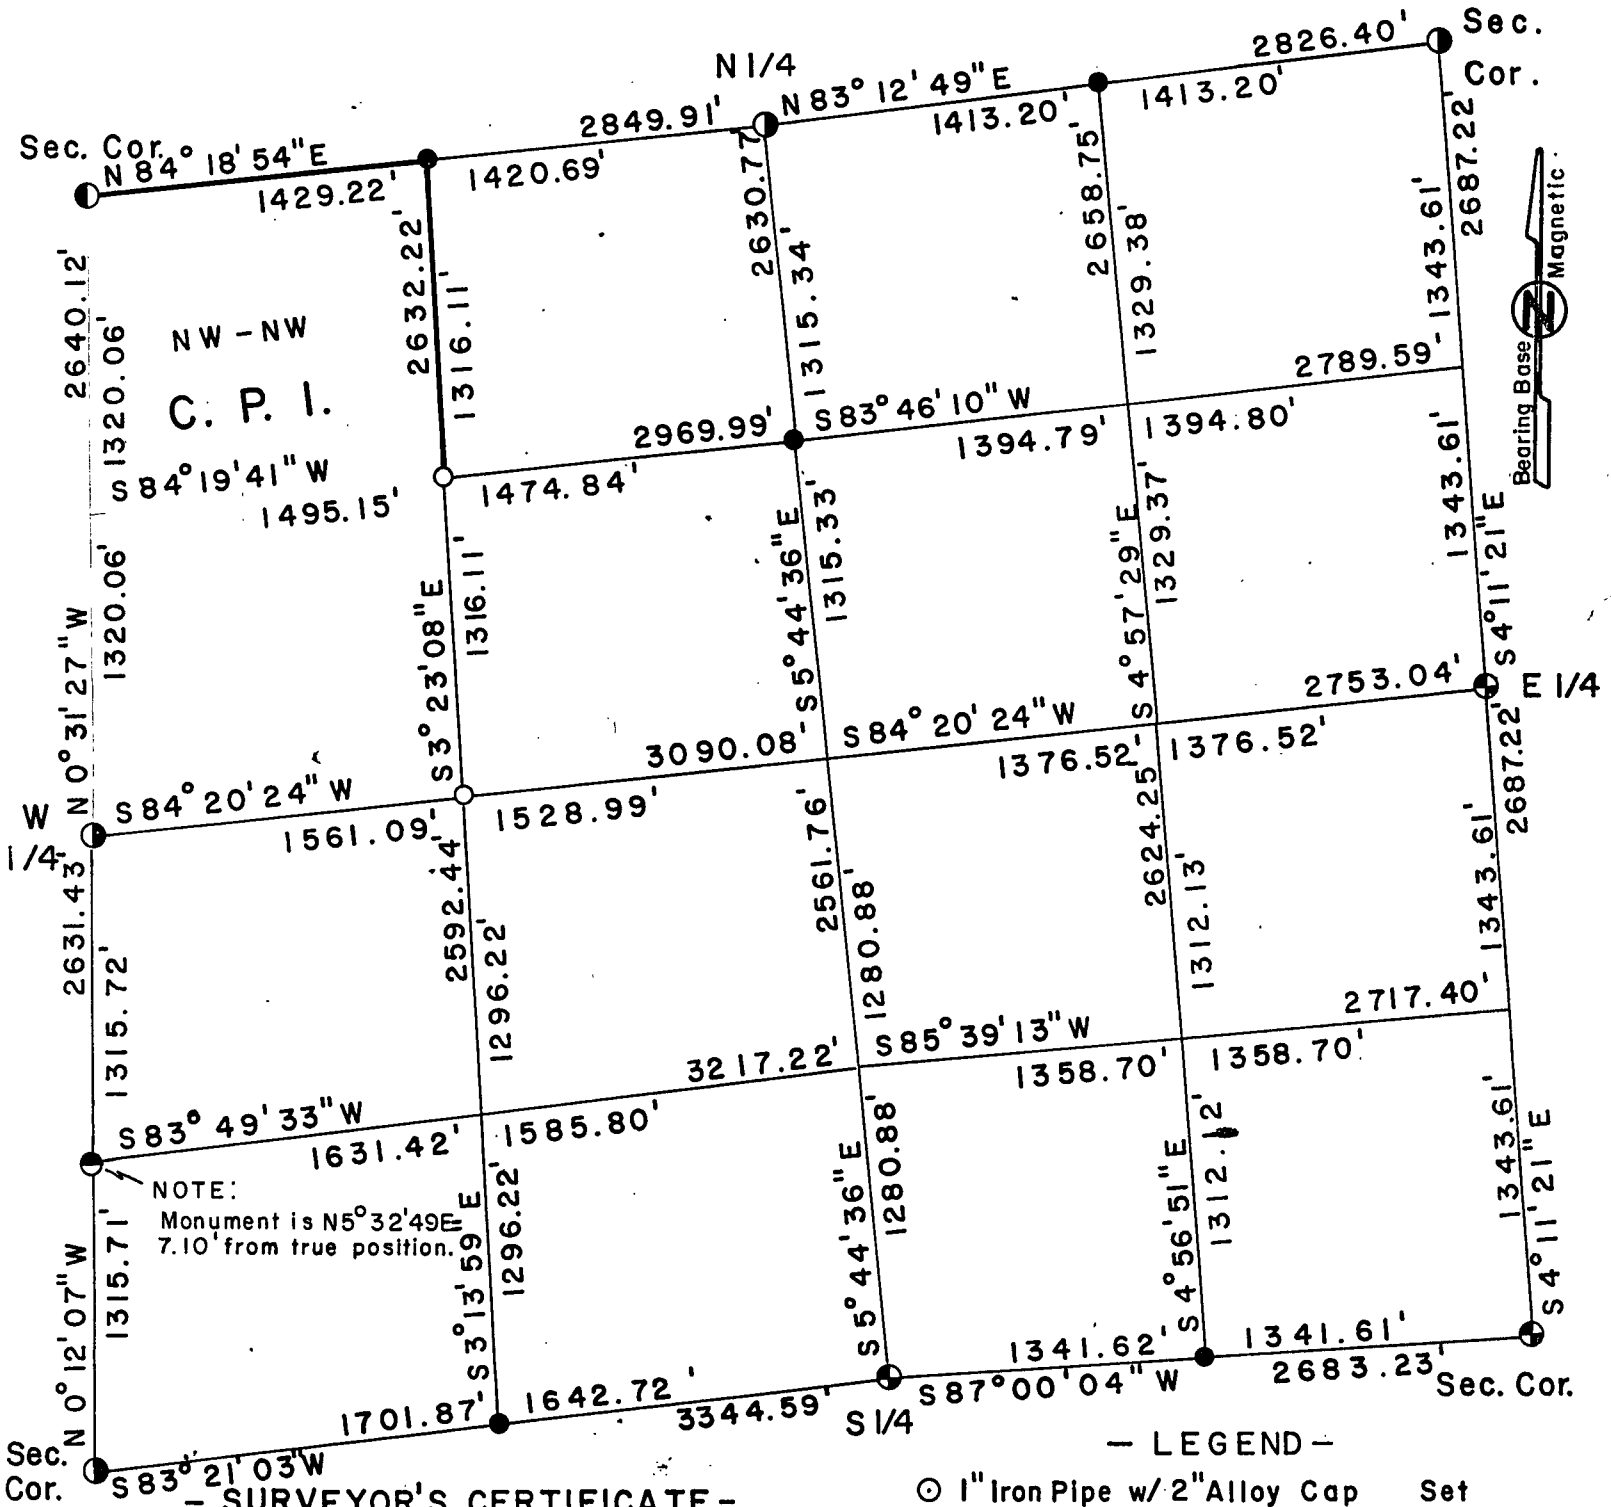 Sec.
Cor.
2826.40'
N 1/4
N 83° 12' 49" E
1413.20'
1413.20'
2849.91'
Sec. Cor.
N 84° 18' 54" E
1429.22'
1420.69'
2640.12'
1320.06'
NW - NW
C. P. I.
2632.22'
1316.11'
2630.77'
1315.34'
2658.75'
1329.38'
1343.61'
2687.22'
Magnetic
Bearing Base
S 84° 19' 41" W
1495.15'
2969.99'
1474.84'
S 83° 46' 10" W
1394.79'
2789.59'
1394.80'
N 0° 31' 27" W
1320.06'
S 3° 23' 08" E
1316.11'
S 5° 44' 36" E
1315.33'
S 4° 57' 29" E
1329.37'
1343.61'
S 4° 11' 21" E
W
1/4
S 84° 20' 24" W
1561.09'
3090.08'
1528.99'
S 84° 20' 24" W
1376.52'
2753.04'
1376.52'
E 1/4
2631.43'
1315.72'
2592.44'
1296.22'
2561.76'
1280.88'
2624.25'
1312.13'
1343.61'
2687.22'
S 83° 49' 33" W
1631.42'
3217.22'
1585.80'
S 85° 39' 13" W
1358.70'
2717.40'
1358.70'
NOTE:
Monument is N5° 32' 49E
7.10' from true position.
N 0° 12' 07" W
1315.71'
S 3° 13' 59 E
1296.22'
S 5° 44' 36" E
1280.88'
S 4° 56' 51" E
1312.12'
1343.61'
S 4° 11' 21" E
Sec.
Cor.
S 83° 21' 03" W
1701.87'
1642.72'
3344.59'
S 1/4
S 87° 00' 04" W
1341.62'
1341.61'
2683.23'
Sec. Cor.
- LEGEND -
- SURVEYOR'S CERTIFICATE -
1" Iron Pipe w/ 2" Alloy Cap Set